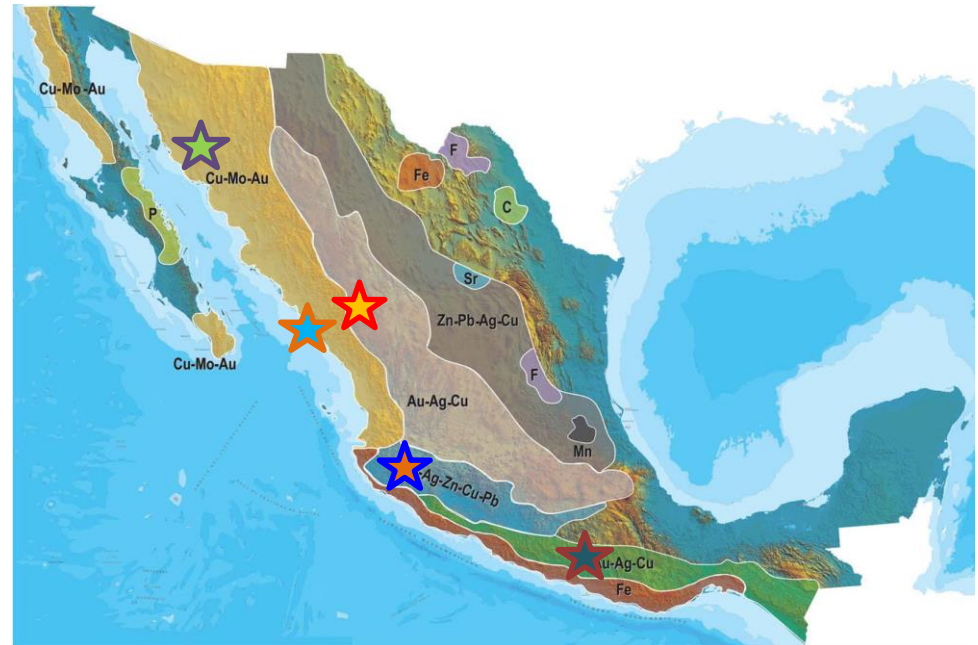 Cu-Mo-Au
F
Fe
Cu-Mo-Au
C
P
Sr
Zn-Pb-Ag-Cu
Cu-Mo-Au
F
Au-Ag-Cu
Mn
-Ag-Zn-Cu-Pb
u-Ag-Cu
Fe